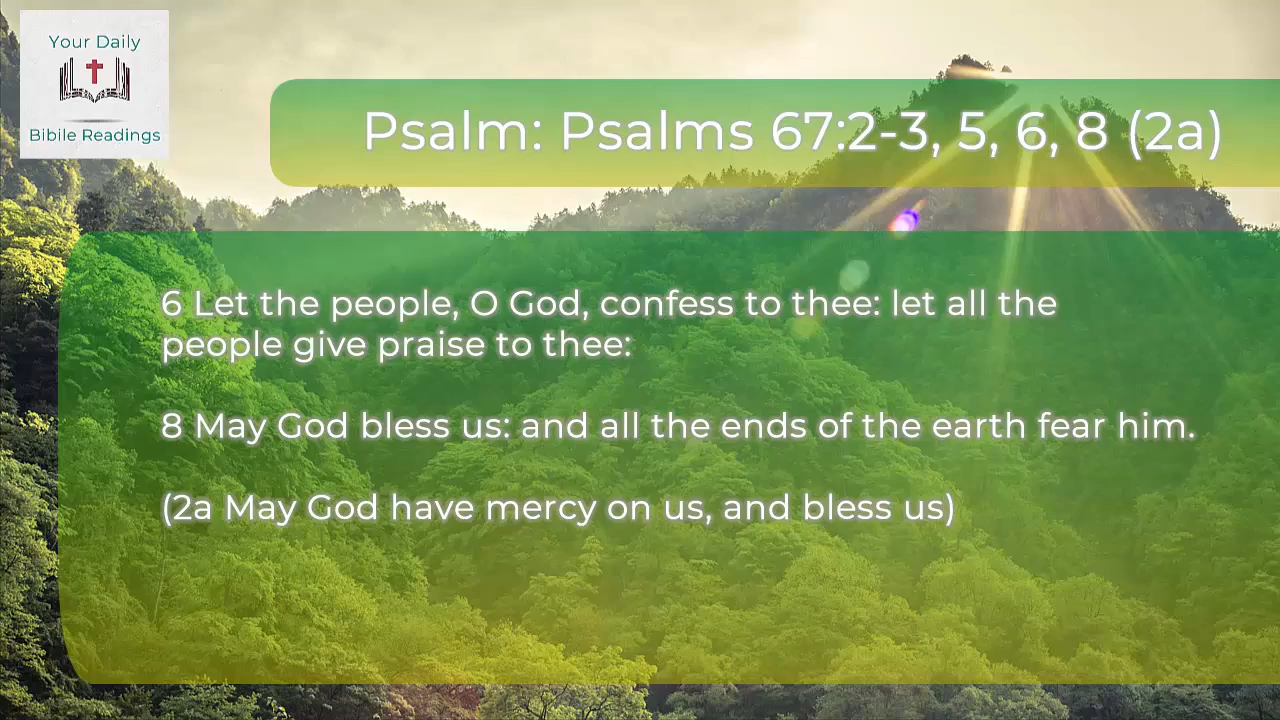 Your Daily
Bibile Readings
Psalm: Psalms 67:2-3, 5, 6, 8 (2a)
6 Let the people, O God, confess to thee: let all the
people give praise to thee:
8 May God bless us: and all the ends of the earth fear him.
(2a May God have mercy on us, and bless us)